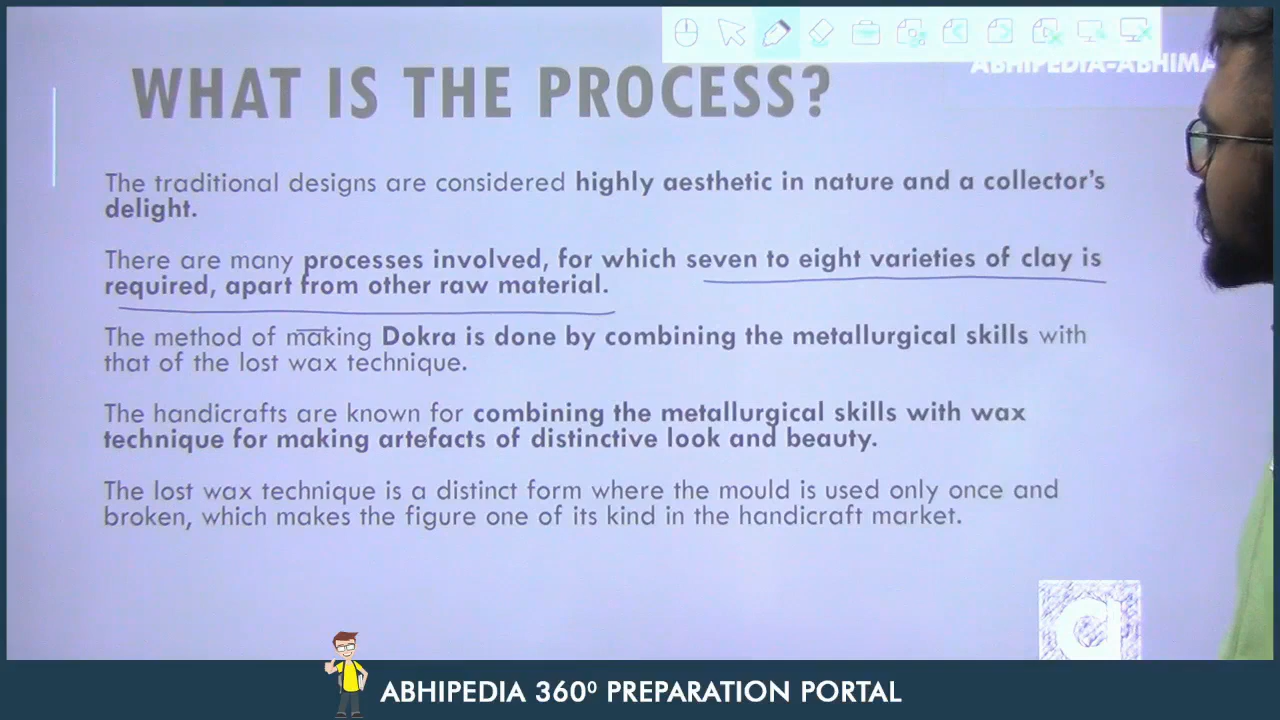 ABHIPEDIA-ABHIMA
WHAT IS THE PROCESS?
The traditional designs are considered highly aesthetic in nature and a collector's
delight.
There are many processes involved, for which seven to eight varieties of clay is
required, apart from other raw material.
The method of making Dokra is done by combining the metallurgical skills with
that of the lost wax technique.
The handicrafts are known for combining the metallurgical skills with wax
technique for making artefacts of distinctive look and beauty.
The lost wax technique is a distinct form where the mould is used only once and
broken, which makes the figure one of its kind in the handicraft market.
a
ABHIPEDIA 360⁰ PREPARATION PORTAL